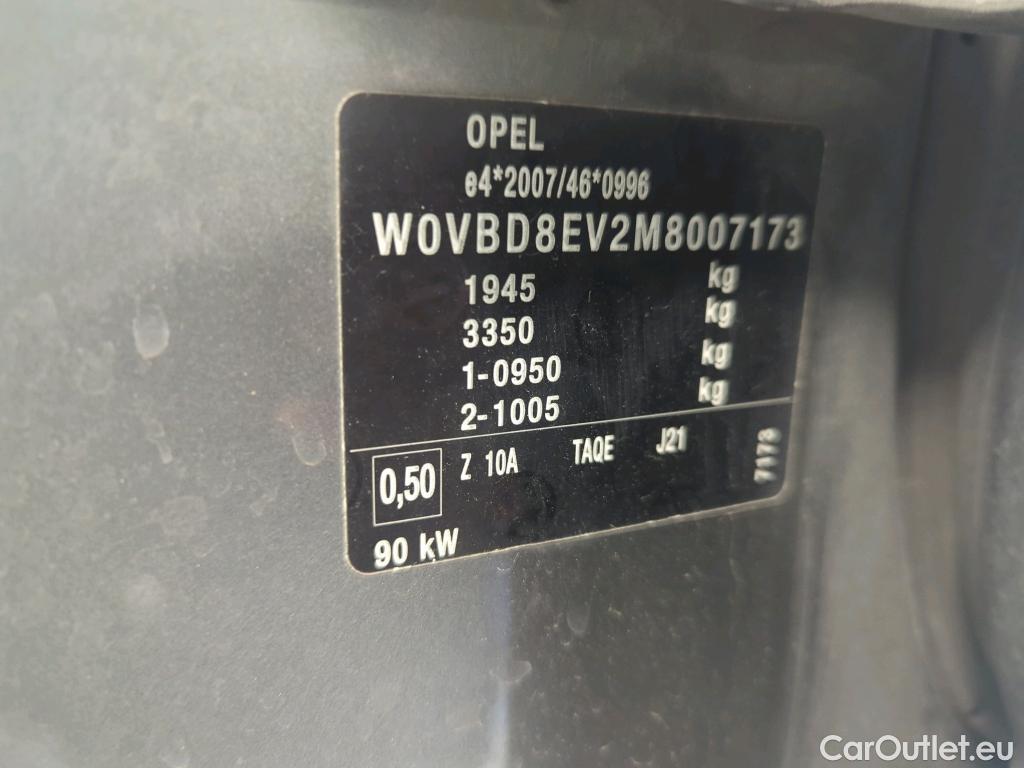 OPEL
e4*2007/46*0996
W0VBD8EV2M8007173
1945 kg
3350 kg
1-0950 kg
2-1005 kg
0,50 Z 10A TAQE J21 7173
90 kW
CarOutlet.eu